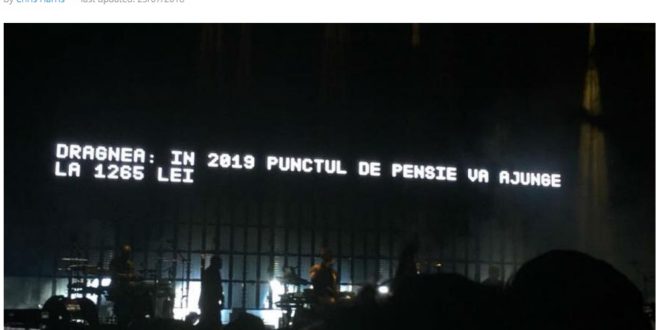 DRAGNEA: IN 2019 PUNCTUL DE PENSIE VA AJUNGE
LA 1265 LEI